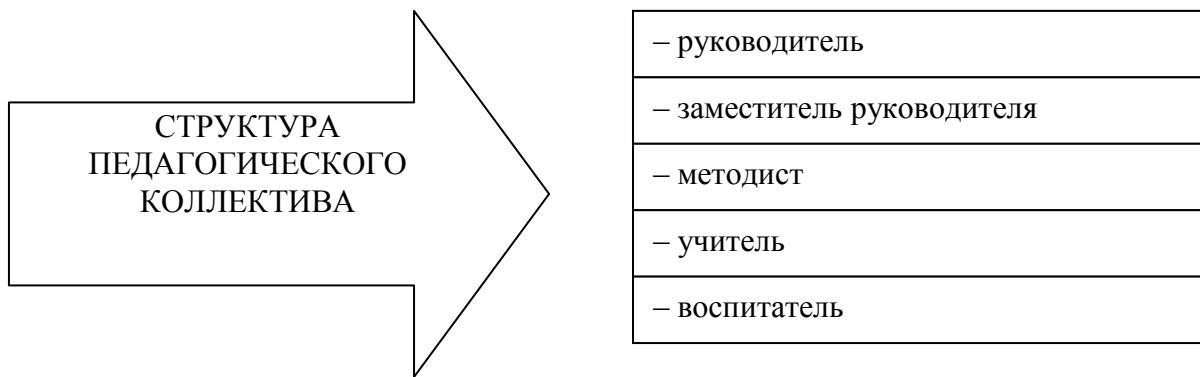 СТРУКТУРА
ПЕДАГОГИЧЕСКОГО
КОЛЛЕКТИВА
– руководитель
– заместитель руководителя
– методист
– учитель
– воспитатель